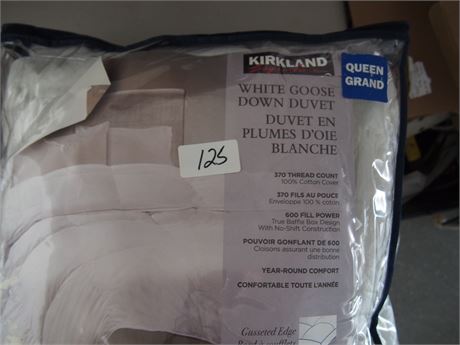 KIRKLAND
Signature
QUEEN
GRAND
WHITE GOOSE
DOWN DUVET
DUVET EN
PLUMES D'OIE
BLANCHE
125
370 THREAD COUNT
100% Cotton Cover
370 FILS AU POUCE
Enveloppe 100 % coton
600 FILL POWER
True Baffle Box Design
With No-Shift Construction
POUVOIR GONFLANT DE 600
Cloisons assurant une bonne
distribution
YEAR-ROUND COMFORT
CONFORTABLE TOUTE L'ANNÉE
Gusseted Edge